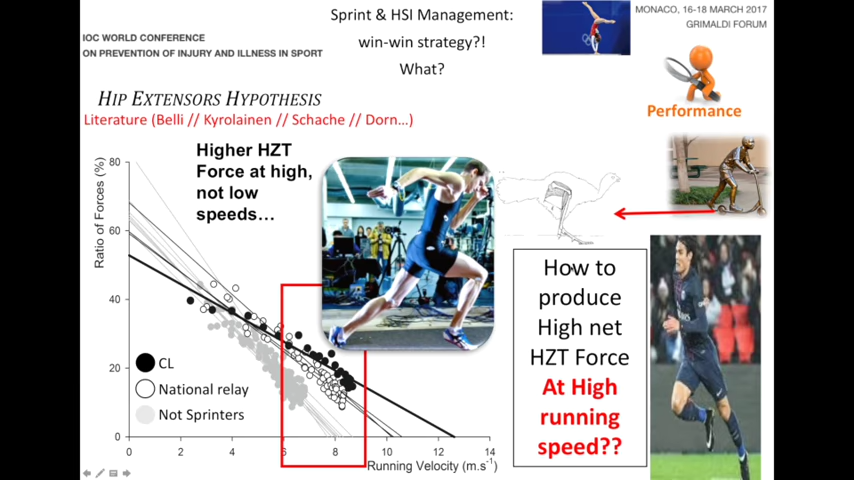 Sprint & HSI Management:
win-win strategy?!
What?
IOC WORLD CONFERENCE
ON PREVENTION OF INJURY AND ILLNESS IN SPORT
MONACO, 16-18 MARCH 2017
GRIMALDI FORUM
Performance
HIP EXTENSORS HYPOTHESIS
Literature (Belli // Kyrolainen // Schache // Dorn...)
Higher HZT
Force at high,
not low
speeds...
Ratio of Forces (%)
80
60
40
20
0
CL
National relay
Not Sprinters
0 2 4 6 8 10 12 14
Running Velocity (m.s-1)
How to
produce
High net
HZT Force
At High
running
speed??